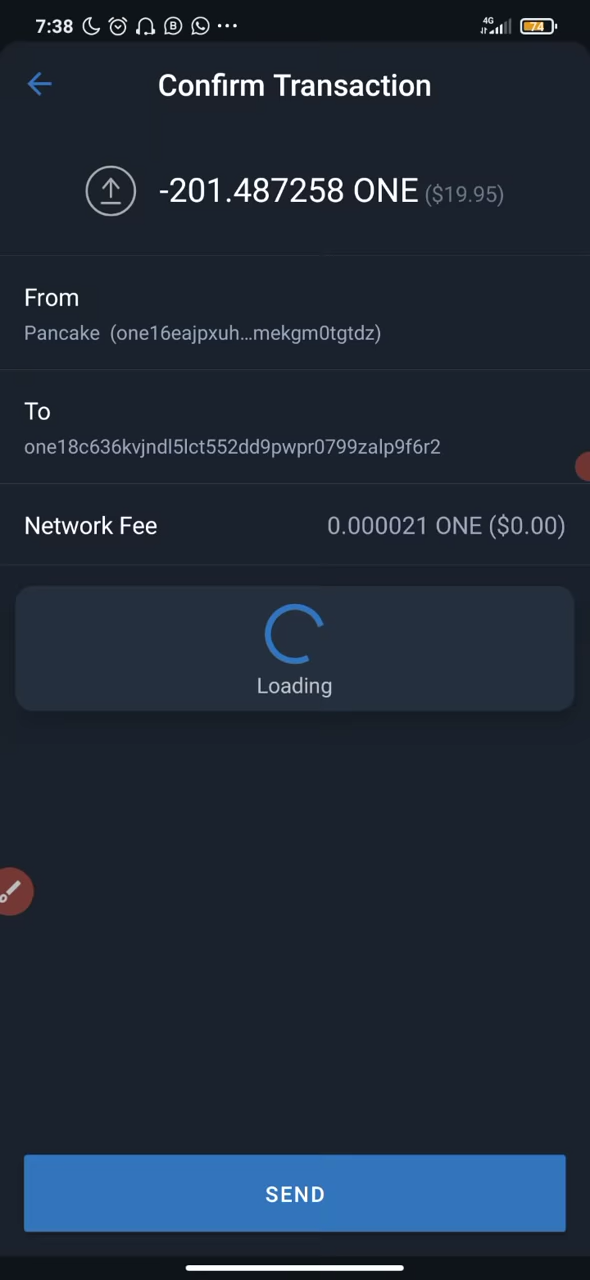 7:38 4G 74
Confirm Transaction
-201.487258 ONE ($19.95)
From
Pancake (one16eajpxuh...mekgm0tgtdz)
To
one18c636kvjndl5lct552dd9pwpr0799zalp9f6r2
Network Fee 0.000021 ONE ($0.00)
Loading
SEND